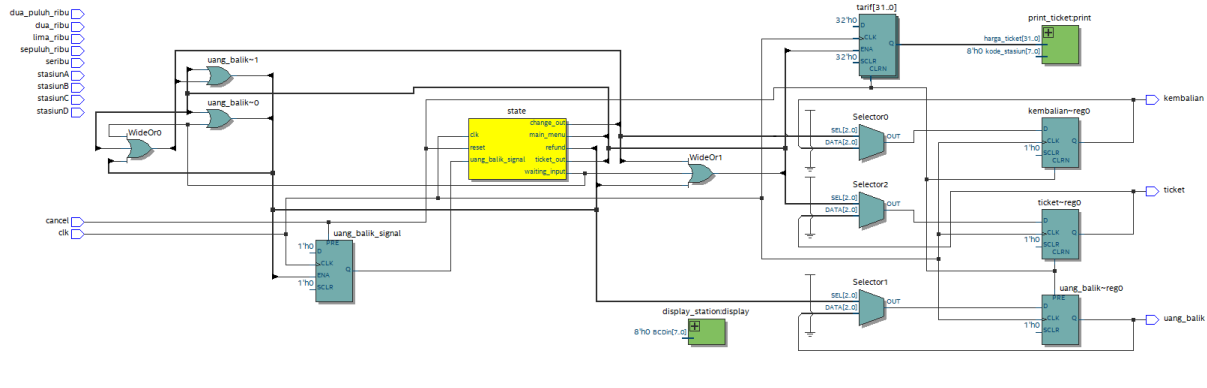 dua_puluh_ribu
dua_ribu
lima_ribu
sepuluh_ribu
seribu
stasiunA
stasiunB
stasiunC
stasiunD
cancel
clk
WideOr0
uang_balik~1
uang_balik~0
uang_balik_signal
PRE
1'h0
D
CLK
ENA
1'h0
SCLR
Q
state
clk
reset
uang_balik_signal
change_out
main_menu
refund
ticket_out
waiting_input
WideOr1
display_station:display
8'h0 BCDin[7..0]
tarif[31..0]
32'h0
D
CLK
ENA
32'h0
SCLR
CLRN
Q
print_ticket:print
harga_ticket[31..0]
8'h0 kode_stasiun[7..0]
Selector0
SEL[2..0]
DATA[2..0]
OUT
kembalian~reg0
D
CLK
1'h0
SCLR
CLRN
Q
kembalian
Selector2
SEL[2..0]
DATA[2..0]
OUT
ticket~reg0
D
CLK
1'h0
SCLR
CLRN
Q
ticket
Selector1
SEL[2..0]
DATA[2..0]
OUT
uang_balik~reg0
PRE
D
CLK
1'h0
SCLR
Q
uang_balik